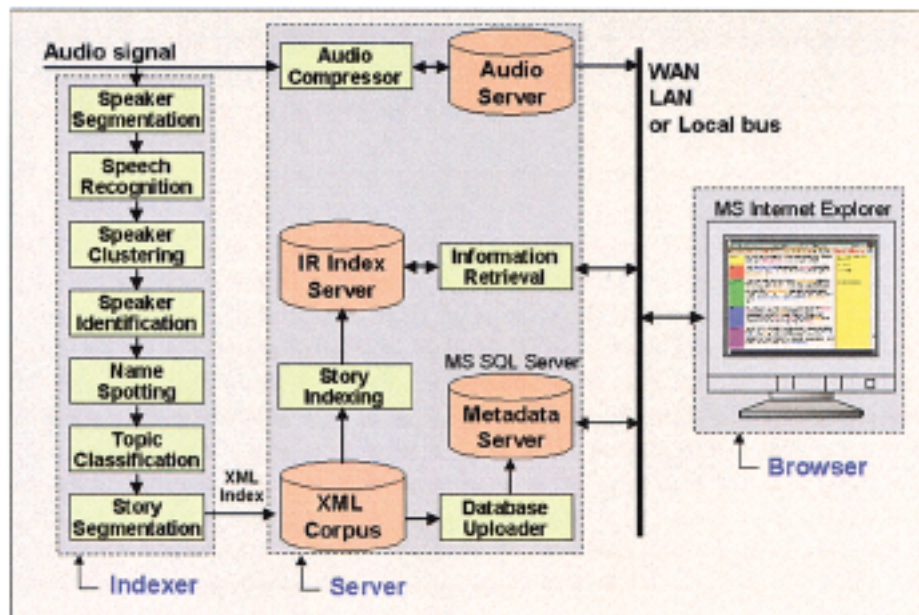 Audio signal
Speaker
Segmentation
Speech
Recognition
Speaker
Clustering
Speaker
Identification
Name
Spotting
Topic
Classification
Story
Segmentation
Indexer
XML
Index
Audio
Compressor
Audio
Server
IR Index
Server
Information
Retrieval
Story
Indexing
MS SQL Server
Metadata
Server
XML
Corpus
Database
Uploader
Server
WAN
LAN
or Local bus
MS Internet Explorer
Browser